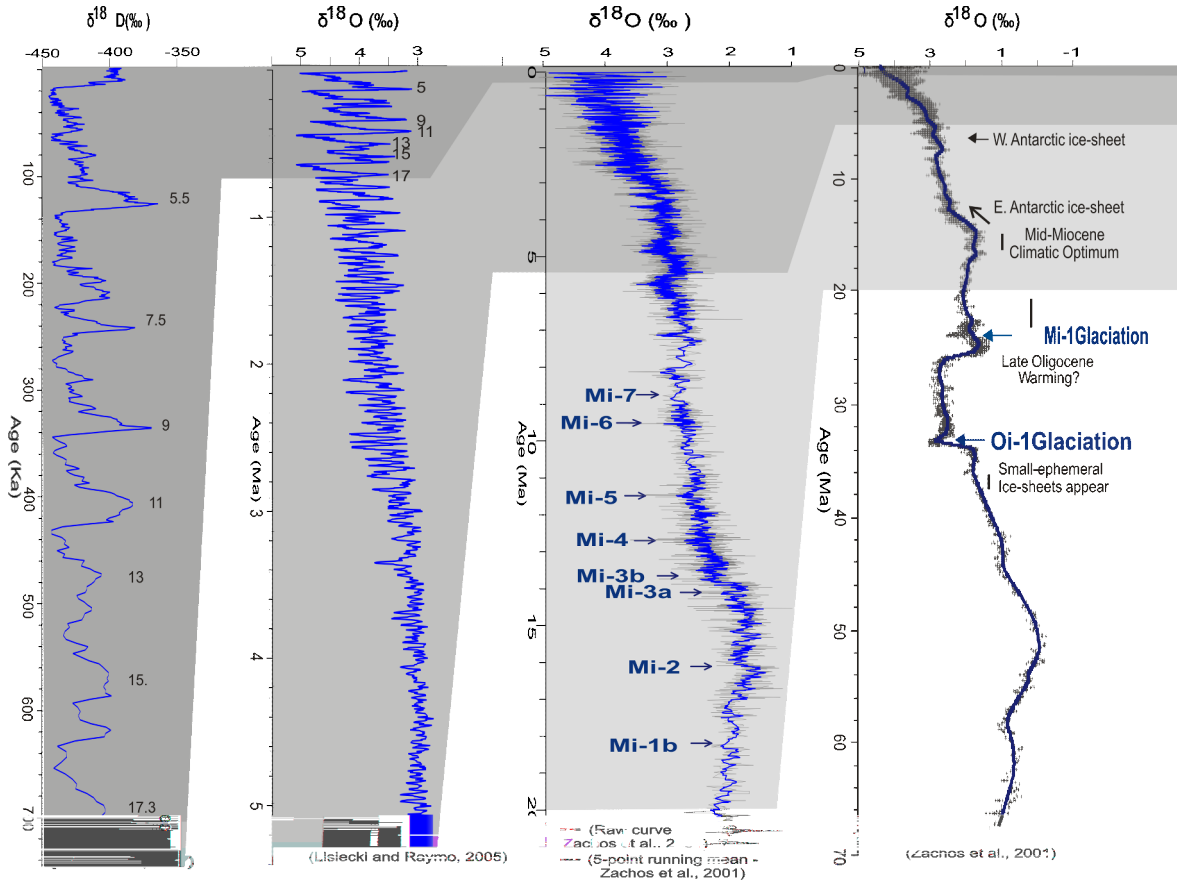 δ18 D(‰)
-450 -400 -350
100
200
300
400
500
600
700
Age (Ka)
5.5
7.5
9
11
13
15.
17.3
δ18O (‰)
5 4 3
1
2
3
4
5
Age (Ma)
5
9
11
13
15
17
(Lisiecki and Raymo, 2005)
δ18O (‰ )
5 4 3 2 1
0
5
10
15
Age (Ma)
Mi-7
Mi-6
Mi-5
Mi-4
Mi-3b
Mi-3a
Mi-2
Mi-1b
(Raw curve
Zachos et al., 2
(5-point running mean -
Zachos et al., 2001)
δ18O (‰)
5 3 1 -1
0
10
20
30
40
50
60
70
Age (Ma)
W. Antarctic ice-sheet
E. Antarctic ice-sheet
Mid-Miocene
Climatic Optimum
Mi-1Glaciation
Late Oligocene
Warming?
Oi-1Glaciation
Small-ephemeral
Ice-sheets appear
(Zachos et al., 2001)